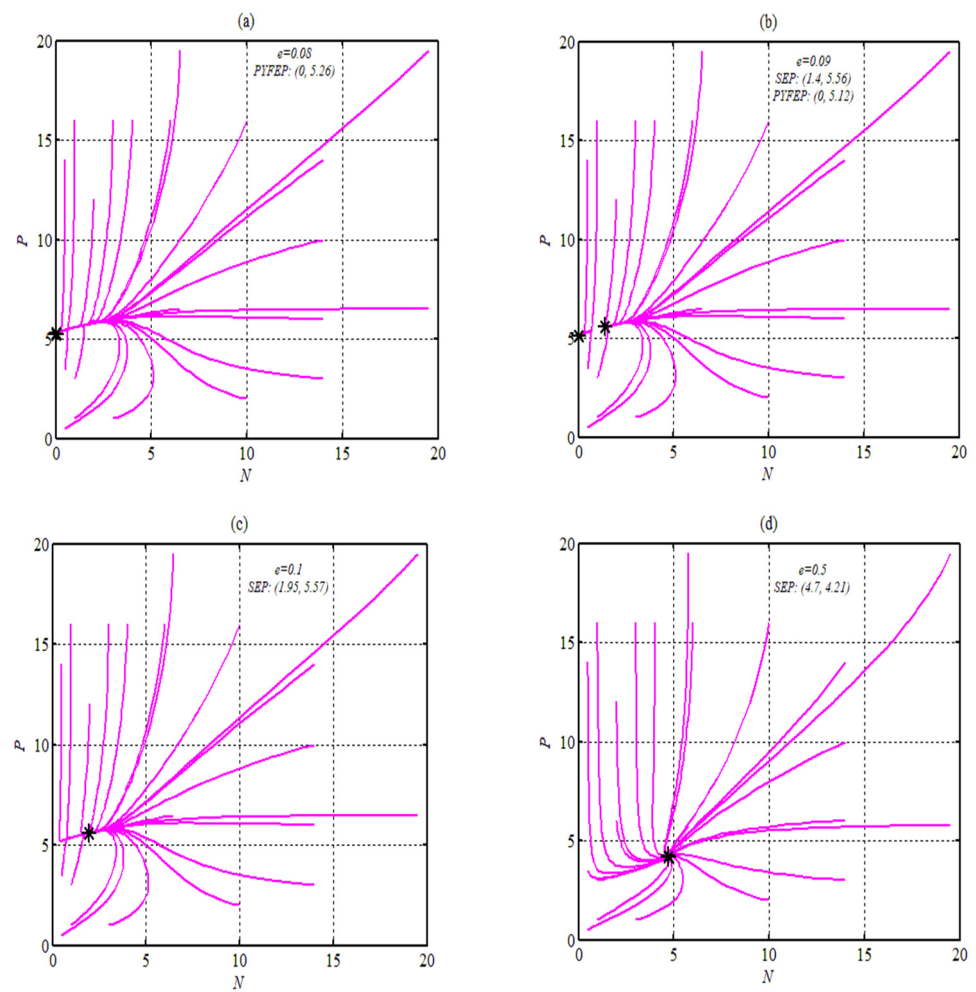 (a)
e=0.08
PYFEP: (0, 5.26)
20
15
10
5
0
P
0 5 10 15 20
N
(b)
e=0.09
SEP: (1.4, 5.56)
PYFEP: (0, 5.12)
20
15
10
5
0
P
0 5 10 15 20
N
(c)
e=0.1
SEP: (1.95, 5.57)
20
15
10
5
0
P
0 5 10 15 20
N
(d)
e=0.5
SEP: (4.7, 4.21)
20
15
10
5
0
P
0 5 10 15 20
N